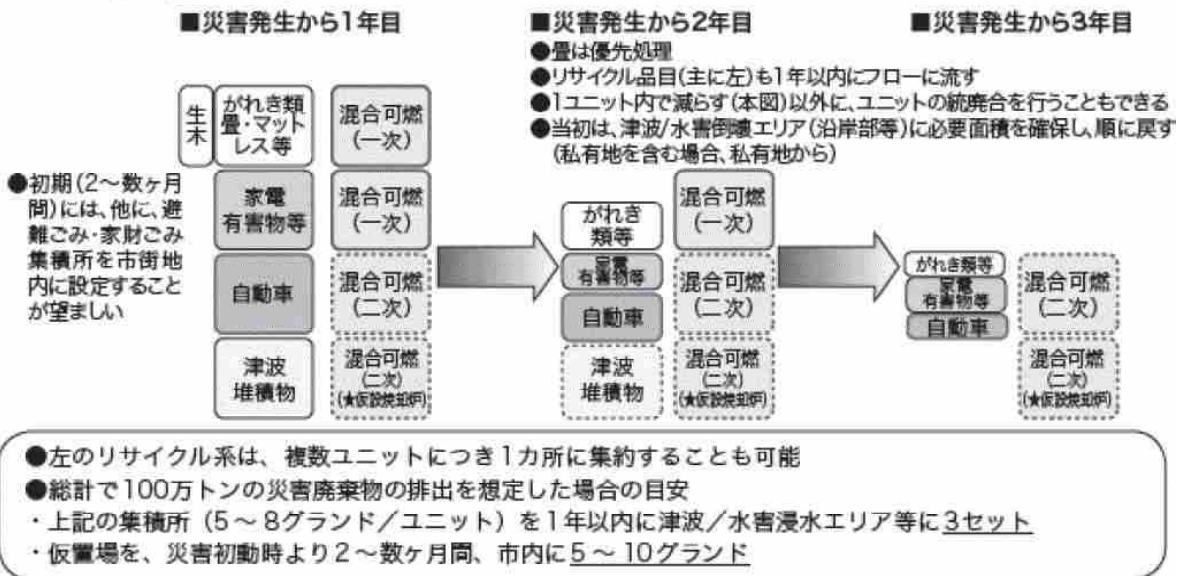 ■災害発生から1年目
■災害発生から2年目
■災害発生から3年目
●畳は優先処理
●リサイクル品目(主に左)も1年以内にフローに流す
●1ユニット内で減らす(本図)以外に、ユニットの統廃合を行うこともできる
●当初は、津波/水害倒壊エリア(沿岸部等)に必要面積を確保し、順に戻す
(私有地を含む場合、私有地から)
●初期(2〜数ヶ月
間)には、他に、避
難ごみ・家財ごみ
集積所を市街地
内に設定すること
が望ましい
生木
がれき類
畳・マット
レス等
混合可燃
(一次)
家電
有害物等
混合可燃
(一次)
自動車
混合可燃
(二次)
津波
堆積物
混合可燃
(二次)
(★仮設焼却炉)
がれき
類等
家電
有害物等
自動車
津波
堆積物
混合可燃
(一次)
混合可燃
(二次)
混合可燃
(二次)
(★仮設焼却炉)
がれき類等
家電
有害物等
自動車
混合可燃
(二次)
混合可燃
(二次)
(★仮設焼却炉)
●左のリサイクル系は、複数ユニットにつき1カ所に集約することも可能
●総計で100万トンの災害廃棄物の排出を想定した場合の目安
・上記の集積所(5〜8グランド/ユニット)を1年以内に津波/水害浸水エリア等に3セット
・仮置場を、災害初動時より2〜数ヶ月間、市内に5〜10グランド